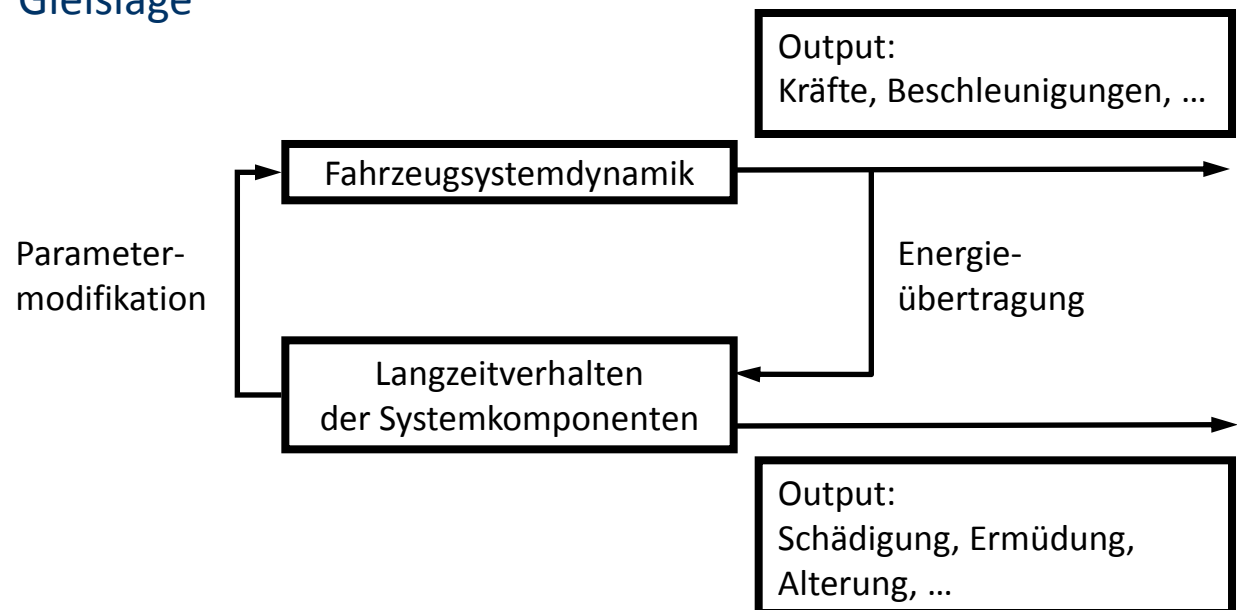 Gleislage
Output:
Kräfte, Beschleunigungen, ...
Fahrzeugsystemdynamik
Parameter-
modifikation
Energie-
übertragung
Langzeitverhalten
der Systemkomponenten
Output:
Schädigung, Ermüdung,
Alterung, ...